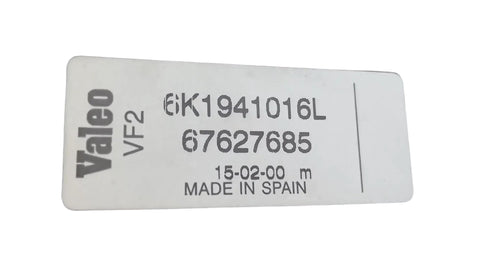 Valeo
VF2
6K1941016L
67627685
15-02-00 m
MADE IN SPAIN